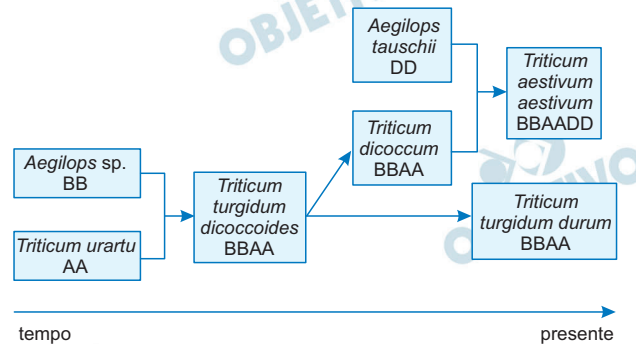 OBJETIVO
Aegilops
tauschii
DD
Triticum
aestivum
aestivum
BBAADD
Triticum
dicoccum
BBAA
Aegilops sp.
BB
Triticum urartu
AA
Triticum
turgidum
dicoccoides
BBAA
Triticum
turgidum durum
BBAA
tempo
presente